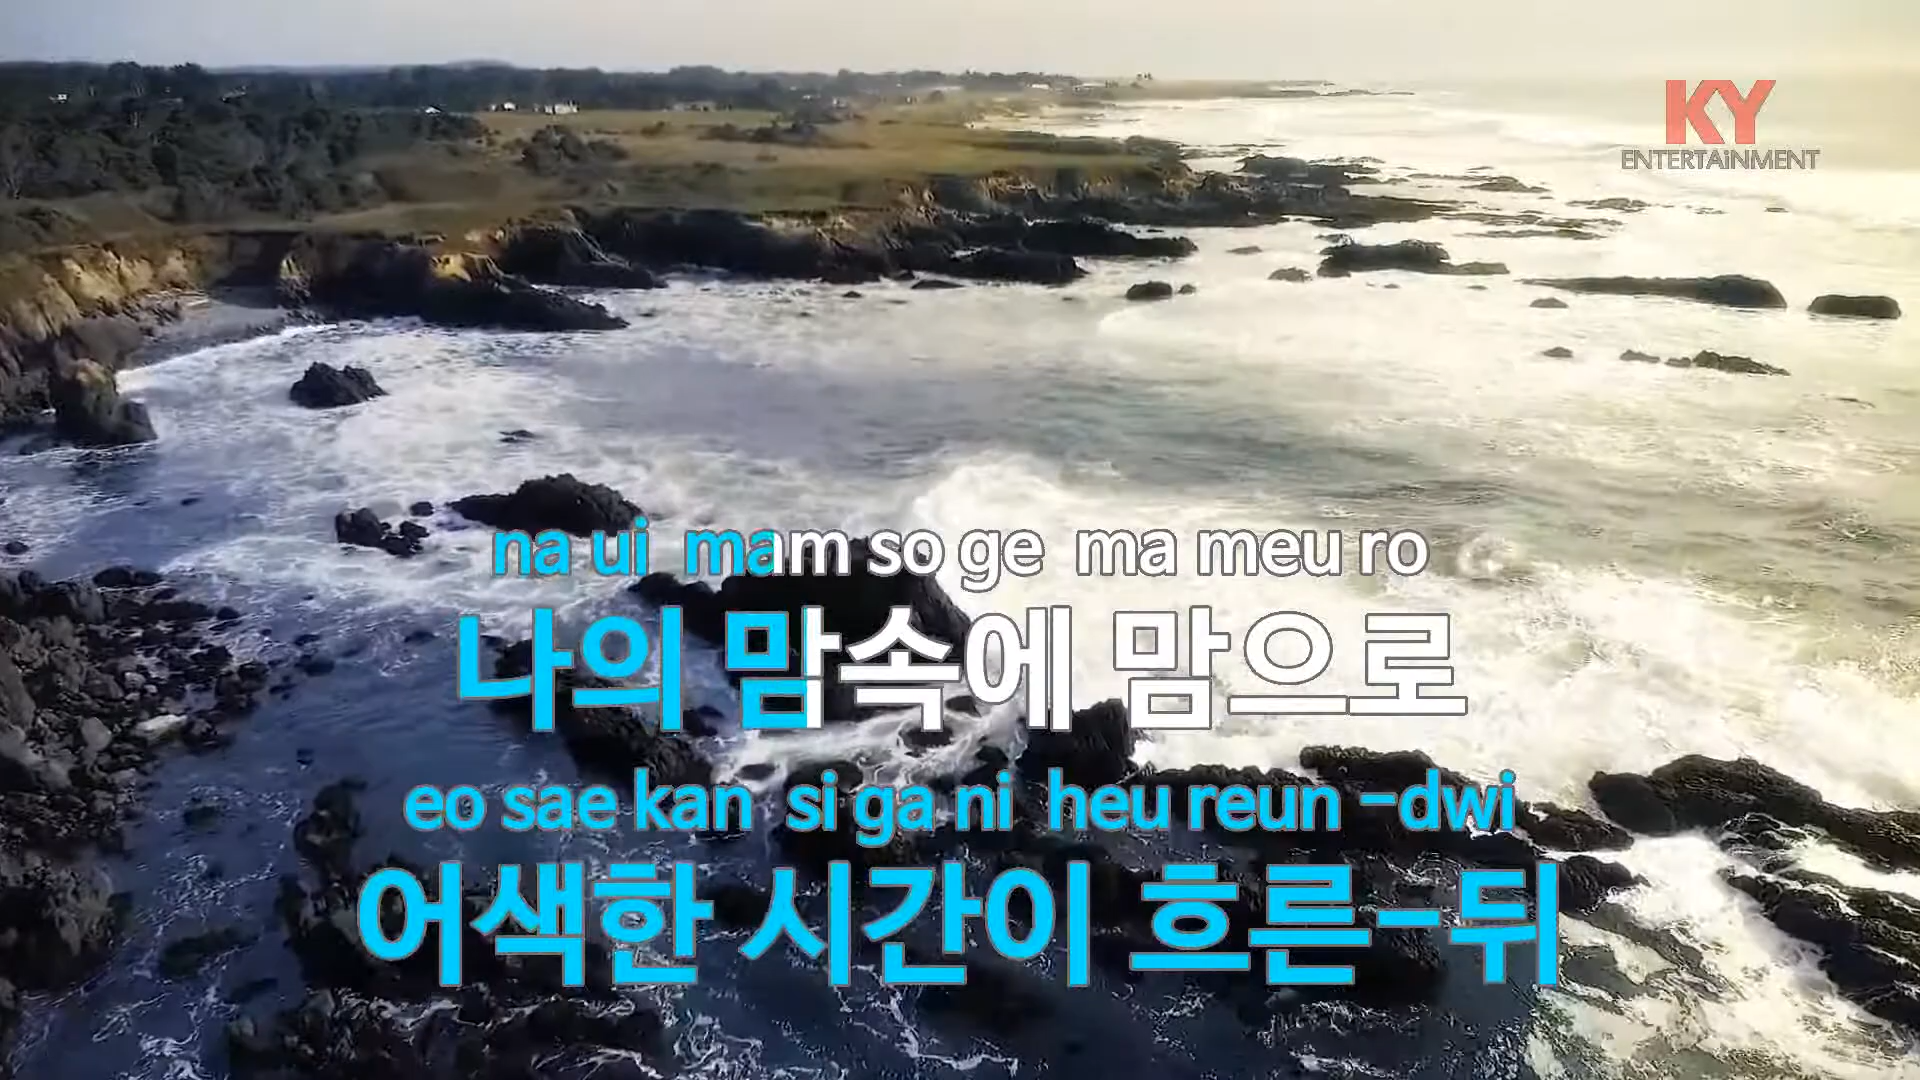 KY
ENTERTAiNMENT
na ui mam so ge ma meu ro
나의 맘속에 맘으로
eo sae kan si ga ni heu reun -dwi
어색한 시간이 흐른-뒤